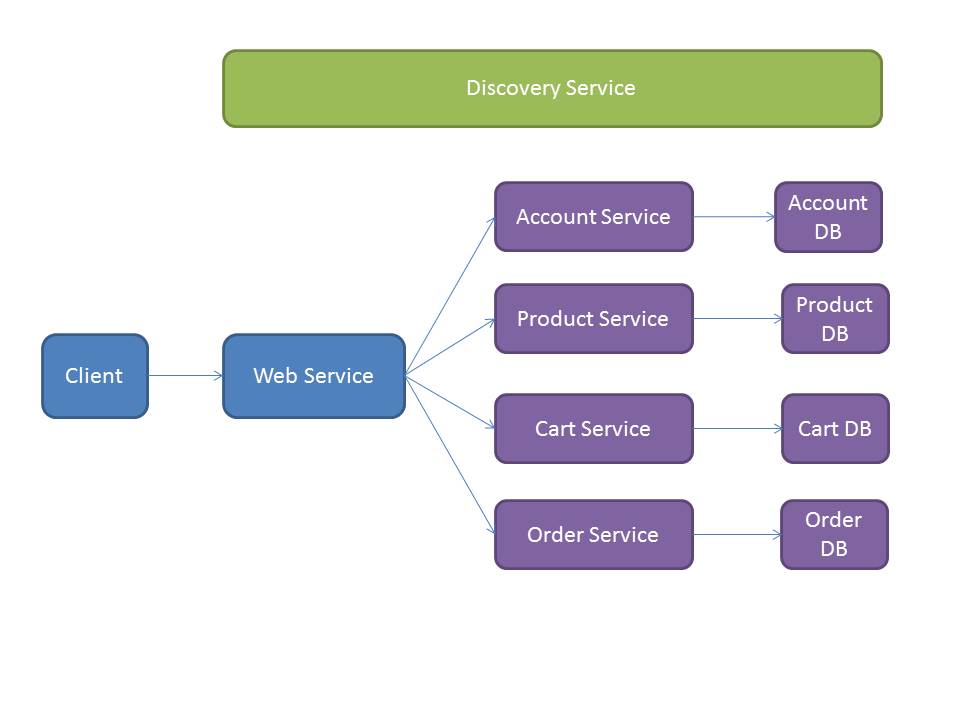 Discovery Service
Account Service
Account
DB
Product Service
Product
DB
Client
Web Service
Cart Service
Cart DB
Order Service
Order
DB